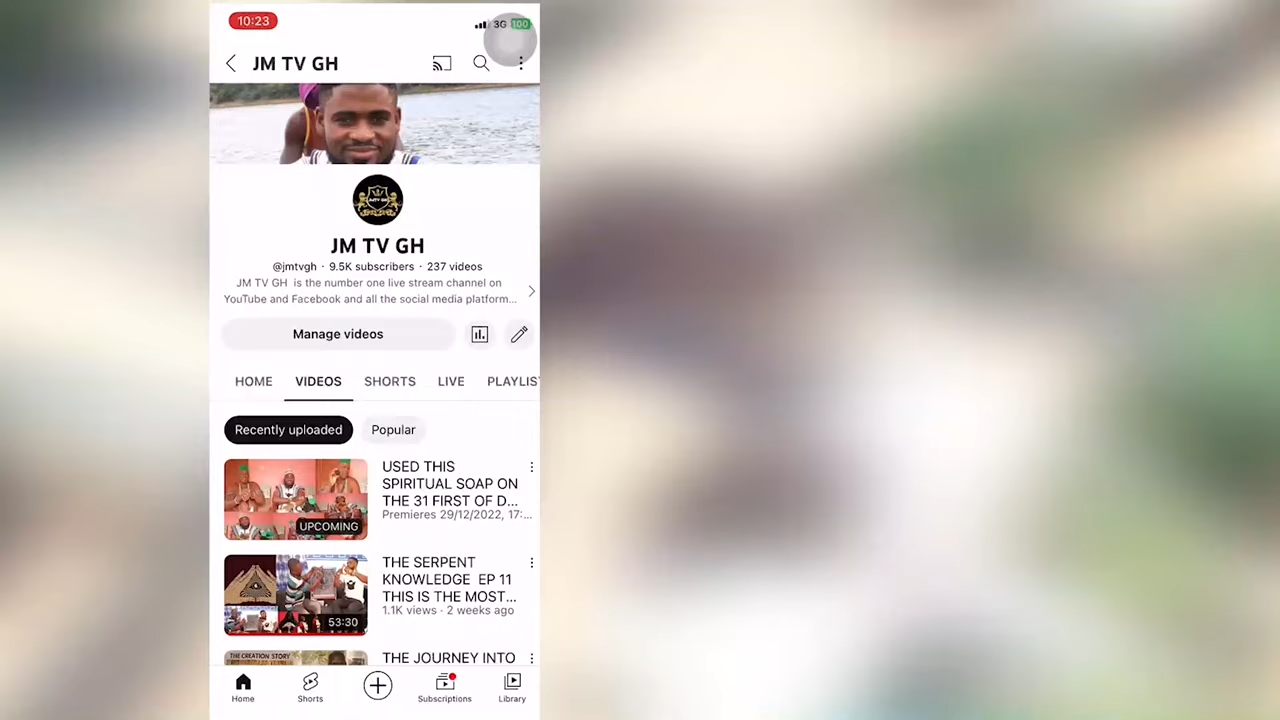 10:23
3G 100
JM TV GH
JM TV GH
@jmtvgh · 9.5K subscribers · 237 videos
JM TV GH is the number one live stream channel on
YouTube and Facebook and all the social media platform...
Manage videos
HOME VIDEOS SHORTS LIVE PLAYLIS
Recently uploaded Popular
USED THIS
SPIRITUAL SOAP ON
THE 31 FIRST OF D...
Premieres 29/12/2022, 17:...
UPCOMING
THE SERPENT
KNOWLEDGE EP 11
THIS IS THE MOST...
1.1K views · 2 weeks ago
53:30
THE CREATION STORY
THE JOURNEY INTO
Home Shorts Subscriptions Library